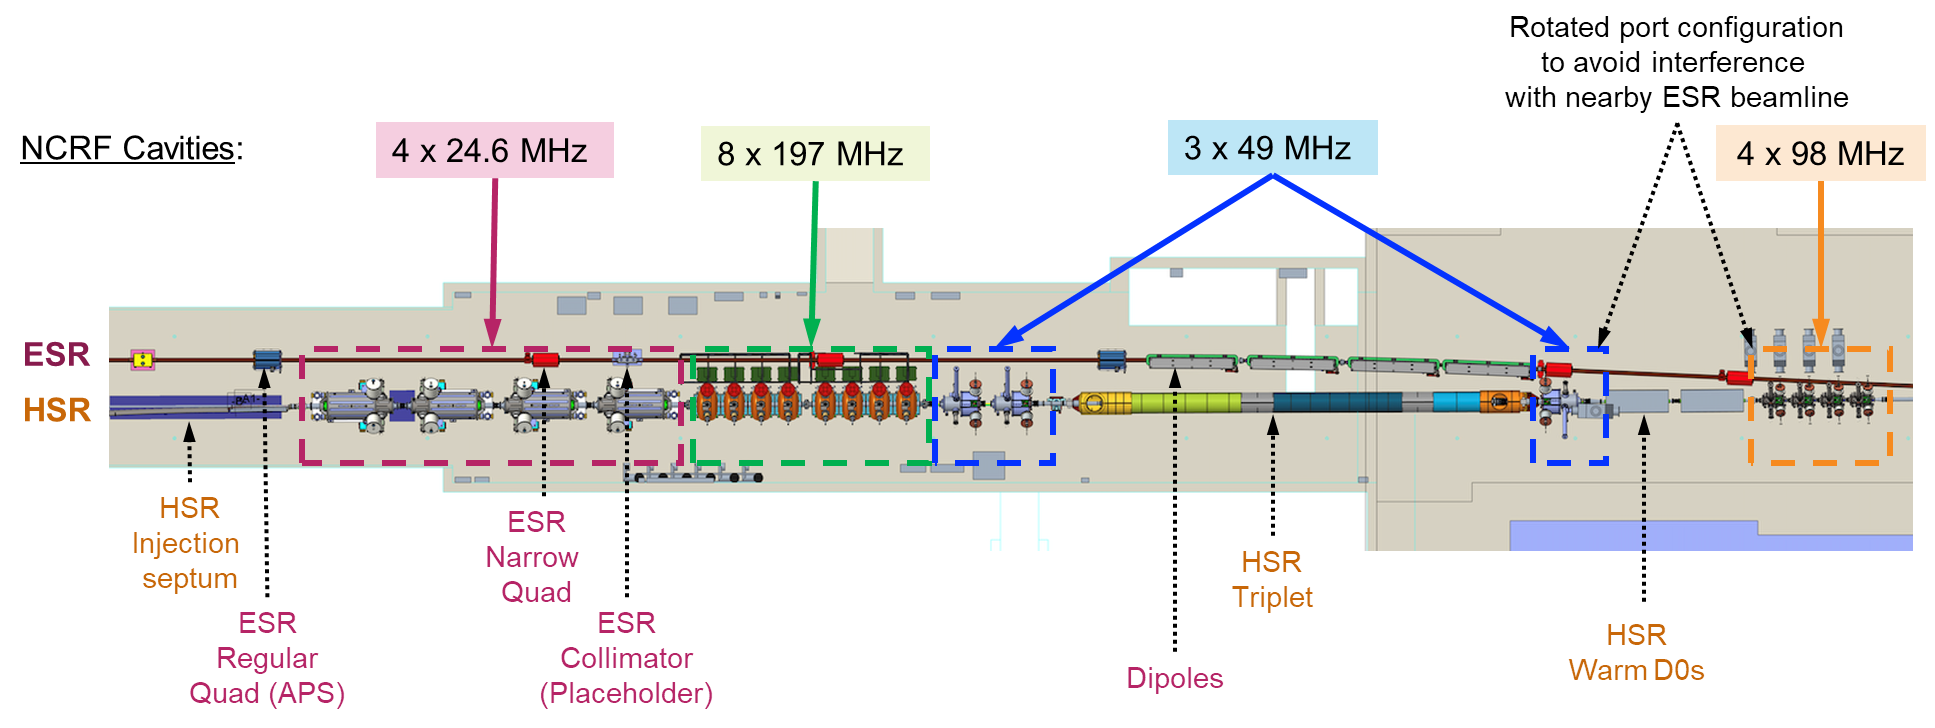 Rotated port configuration
to avoid interference
with nearby ESR beamline
NCRF Cavities:
4 x 24.6 MHz
8 x 197 MHz
3 x 49 MHz
4 x 98 MHz
ESR
HSR
HSR
Injection
septum
ESR
Regular
Quad (APS)
ESR
Narrow
Quad
ESR
Collimator
(Placeholder)
Dipoles
HSR
Triplet
HSR
Warm D0s